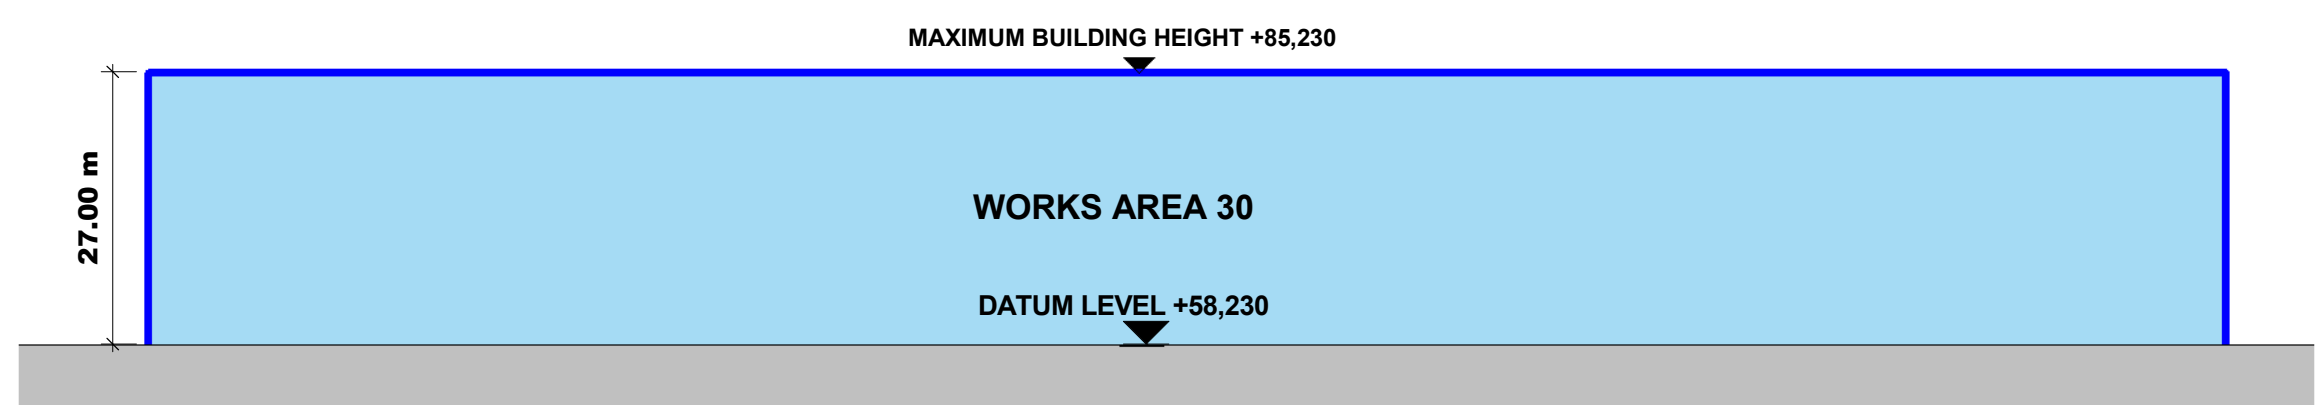 MAXIMUM BUILDING HEIGHT +85,230
27.00 m
WORKS AREA 30
DATUM LEVEL +58,230